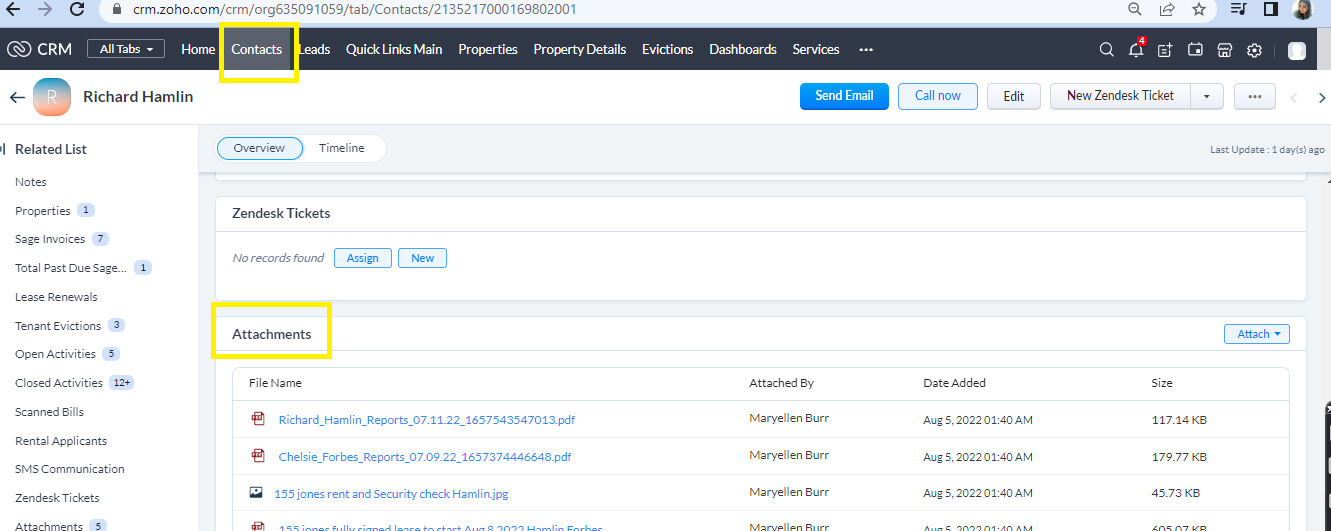 crm.zoho.com/crm/org635091059/tab/Contacts/2135217000169802001
CRM All Tabs Home Contacts Leads Quick Links Main Properties Property Details Evictions Dashboards Services ••• 4
R Richard Hamlin Send Email Call now Edit New Zendesk Ticket •••
Related List Overview Timeline Last Update : 1 day(s) ago
Notes
Properties 1
Zendesk Tickets
Sage Invoices 7
No records found Assign New
Total Past Due Sage... 1
Lease Renewals
Tenant Evictions 3
Attachments Attach
Open Activities 5
Closed Activities 12+
File Name Attached By Date Added Size
Scanned Bills
Richard_Hamlin_Reports_07.11.22_1657543547013.pdf Maryellen Burr Aug 5, 2022 01:40 AM 117.14 KB
Rental Applicants
Chelsie_Forbes_Reports_07.09.22_1657374446648.pdf Maryellen Burr Aug 5, 2022 01:40 AM 179.77 KB
SMS Communication
155 jones rent and Security check Hamlin.jpg Maryellen Burr Aug 5, 2022 01:40 AM 45.73 KB
Zendesk Tickets
Attachments 5
155 jones fully signed lease to start Aug 8 2022 Hamlin Forbes Maryellen Burr Aug 5, 2022 01:40 AM 605.07 KB